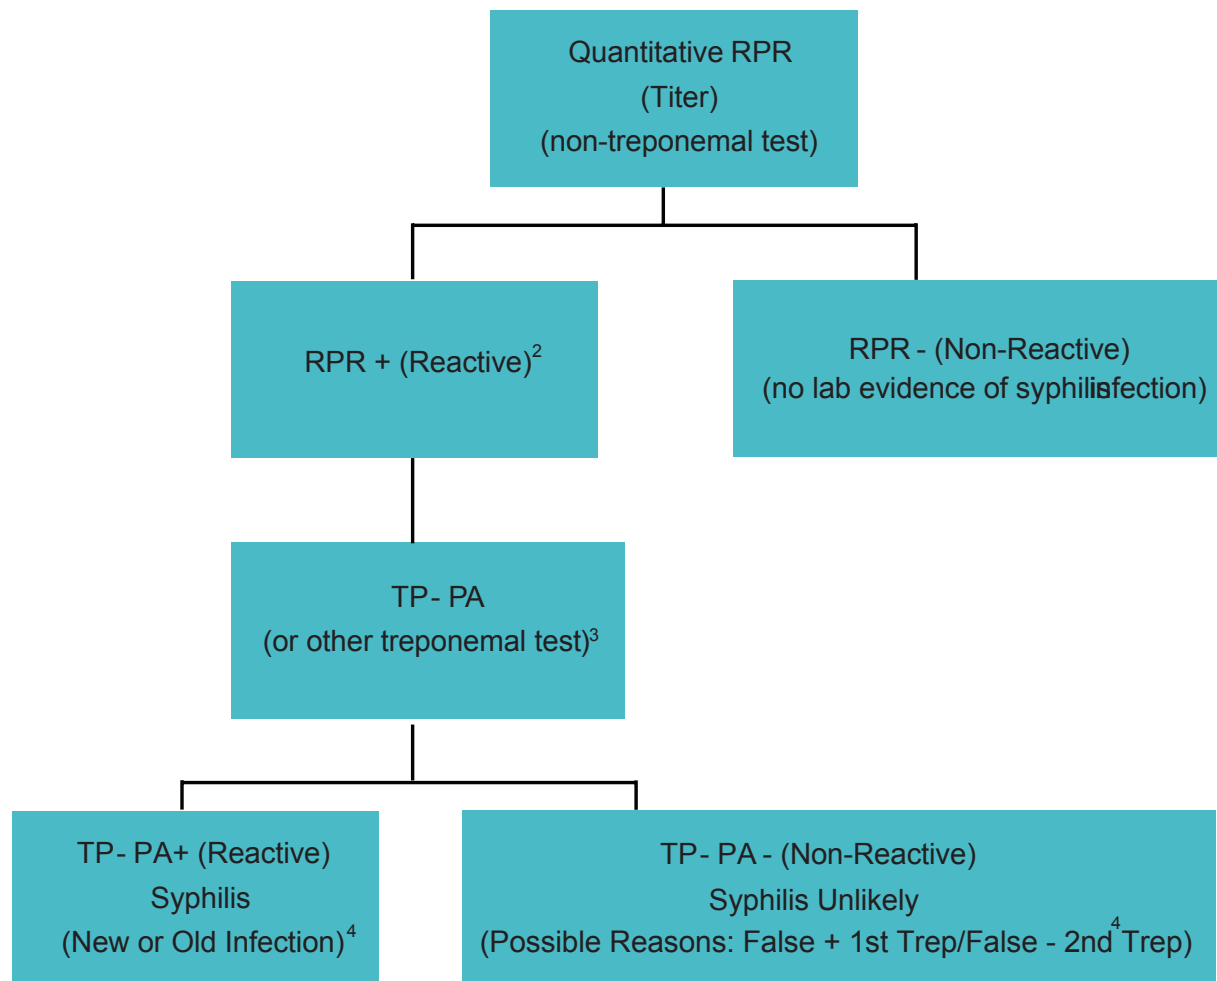 Quantitative RPR
(Titer)
(non-treponemal test)
RPR + (Reactive)2
RPR - (Non-Reactive)
(no lab evidence of syphilis infection)
TP- PA
(or other treponemal test)3
TP- PA+ (Reactive)
Syphilis
(New or Old Infection)4
TP- PA - (Non-Reactive)
Syphilis Unlikely
(Possible Reasons: False + 1st Trep/False - 2nd4 Trep)